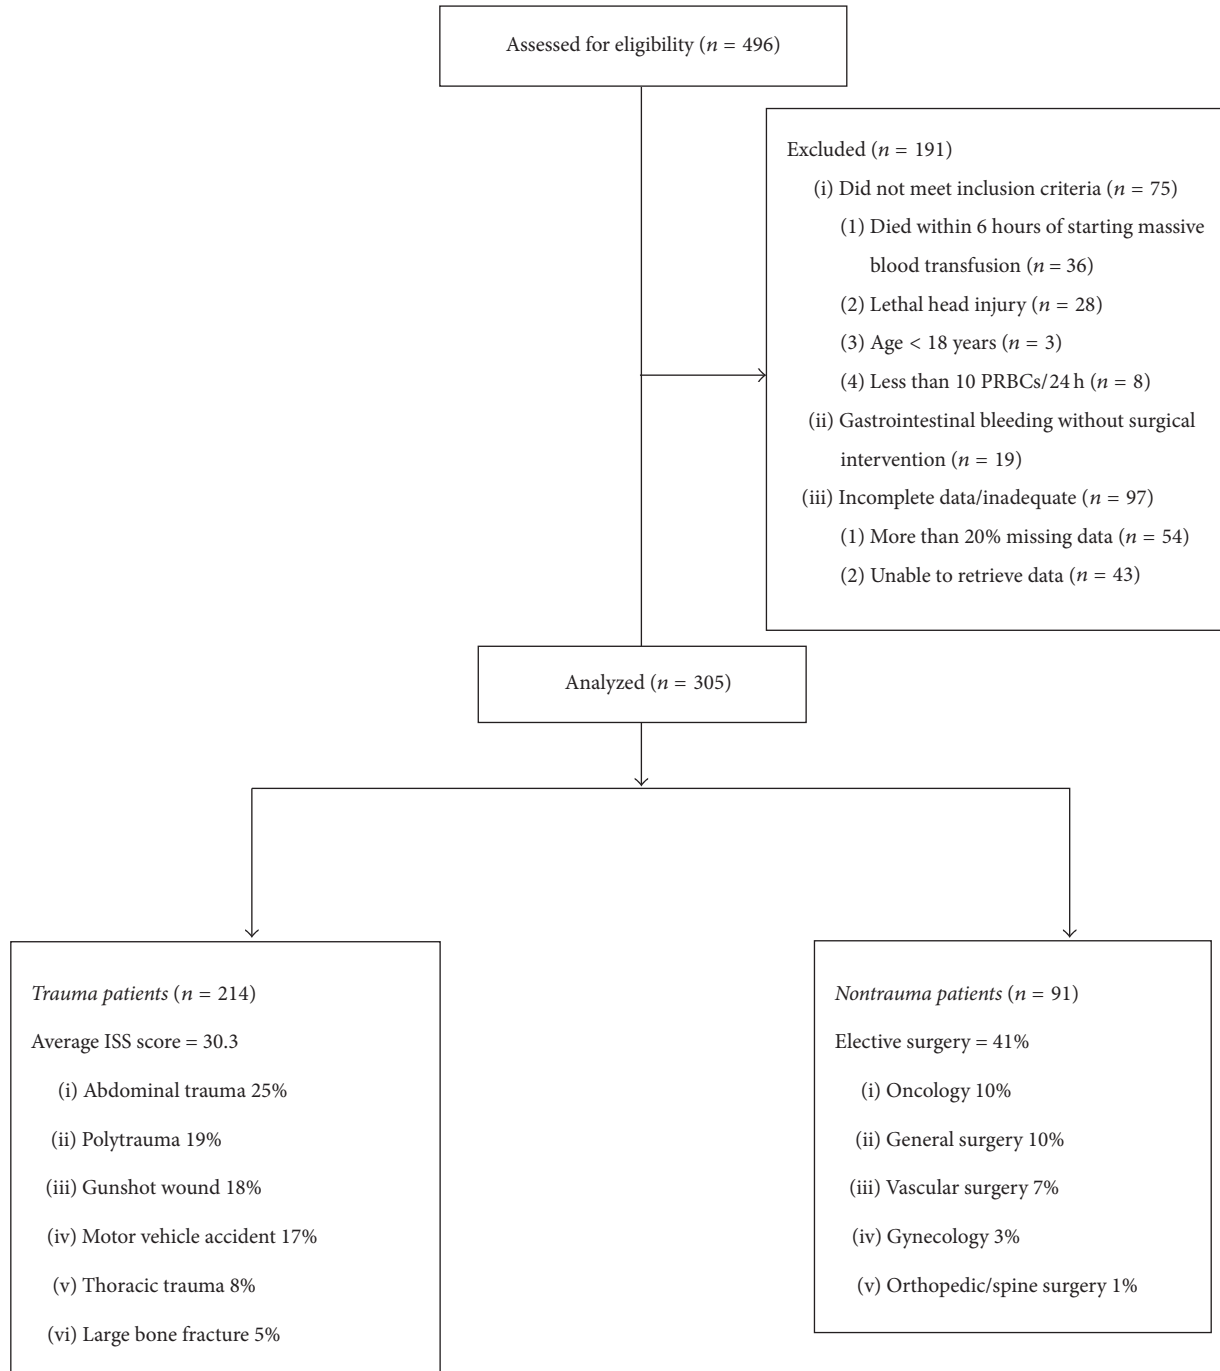 Assessed for eligibility (n = 496)
Excluded (n = 191)
(i) Did not meet inclusion criteria (n = 75)
(1) Died within 6 hours of starting massive
blood transfusion (n = 36)
(2) Lethal head injury (n = 28)
(3) Age < 18 years (n = 3)
(4) Less than 10 PRBCs/24 h (n = 8)
(ii) Gastrointestinal bleeding without surgical
intervention (n = 19)
(iii) Incomplete data/inadequate (n = 97)
(1) More than 20% missing data (n = 54)
(2) Unable to retrieve data (n = 43)
Analyzed (n = 305)
Trauma patients (n = 214)
Average ISS score = 30.3
(i) Abdominal trauma 25%
(ii) Polytrauma 19%
(iii) Gunshot wound 18%
(iv) Motor vehicle accident 17%
(v) Thoracic trauma 8%
(vi) Large bone fracture 5%
Nontrauma patients (n = 91)
Elective surgery = 41%
(i) Oncology 10%
(ii) General surgery 10%
(iii) Vascular surgery 7%
(iv) Gynecology 3%
(v) Orthopedic/spine surgery 1%